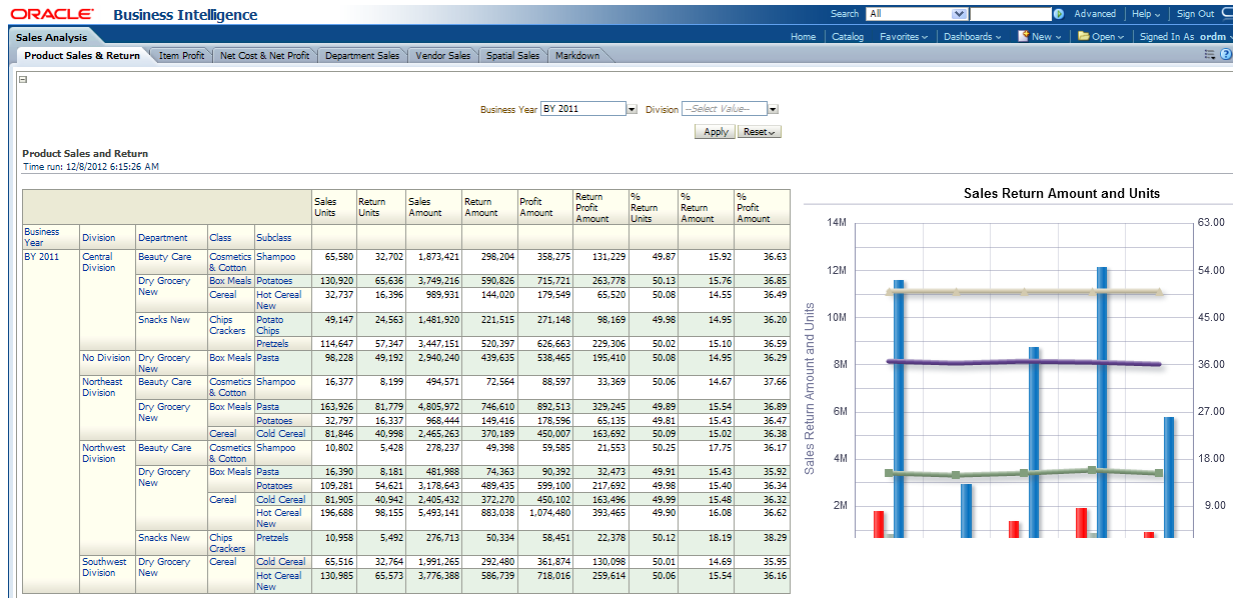 ORACLE Business Intelligence
Search All Advanced Help Sign Out
Sales Analysis
Home Catalog Favorites Dashboards New Open Signed In As ordm
Product Sales & Return Item Profit Net Cost & Net Profit Department Sales Vendor Sales Spatial Sales Markdown
Business Year BY 2011 Division --Select Value--
Apply Reset
Product Sales and Return
Time run: 12/8/2012 6:15:26 AM
Sales Units Return Units Sales Amount Return Amount Profit Amount Return Profit Amount % Return Units % Return Amount % Profit Amount
Business Year Division Department Class Subclass
BY 2011 Central Division Beauty Care Cosmetics & Cotton Shampoo 65,580 32,702 1,873,421 298,204 358,275 131,229 49.87 15.92 36.63
Dry Grocery New Box Meals Potatoes 130,920 65,636 3,749,216 590,826 715,721 263,778 50.13 15.76 36.85
Cereal Hot Cereal New 32,737 16,396 989,931 144,020 179,549 65,520 50.08 14.55 36.49
Snacks New Chips Crackers Potato Chips 49,147 24,563 1,481,920 221,515 271,148 98,169 49.98 14.95 36.20
Pretzels 114,647 57,347 3,447,151 520,397 626,663 229,306 50.02 15.10 36.59
No Division Dry Grocery New Box Meals Pasta 98,228 49,192 2,940,240 439,635 538,465 195,410 50.08 14.95 36.29
Northeast Division Beauty Care Cosmetics & Cotton Shampoo 16,377 8,199 494,571 72,564 88,597 33,369 50.06 14.67 37.66
Dry Grocery New Box Meals Pasta 163,926 81,779 4,805,972 746,610 892,513 329,245 49.89 15.54 36.89
Potatoes 32,797 16,337 968,444 149,416 178,596 65,135 49.81 15.43 36.47
Cereal Cold Cereal 81,846 40,998 2,465,263 370,189 450,007 163,692 50.09 15.02 36.38
Northwest Division Beauty Care Cosmetics & Cotton Shampoo 10,802 5,428 278,237 49,398 59,585 21,553 50.25 17.75 36.17
Dry Grocery New Box Meals Pasta 16,390 8,181 481,988 74,363 90,392 32,473 49.91 15.43 35.92
Potatoes 109,281 54,621 3,178,643 489,435 599,100 217,692 49.98 15.40 36.34
Cereal Cold Cereal 81,905 40,942 2,405,432 372,270 450,102 163,496 49.99 15.48 36.32
Hot Cereal New 196,688 98,155 5,493,141 883,038 1,074,480 393,465 49.90 16.08 36.62
Snacks New Chips Crackers Pretzels 10,958 5,492 276,713 50,334 58,451 22,378 50.12 18.19 38.29
Southwest Division Dry Grocery New Cereal Cold Cereal 65,516 32,764 1,991,265 292,480 361,874 130,098 50.01 14.69 35.95
Hot Cereal New 130,985 65,573 3,776,388 586,739 718,016 259,614 50.06 15.54 36.16
Sales Return Amount and Units
Sales Return Amount and Units
14M 63.00
12M 54.00
10M 45.00
8M 36.00
6M 27.00
4M 18.00
2M 9.00